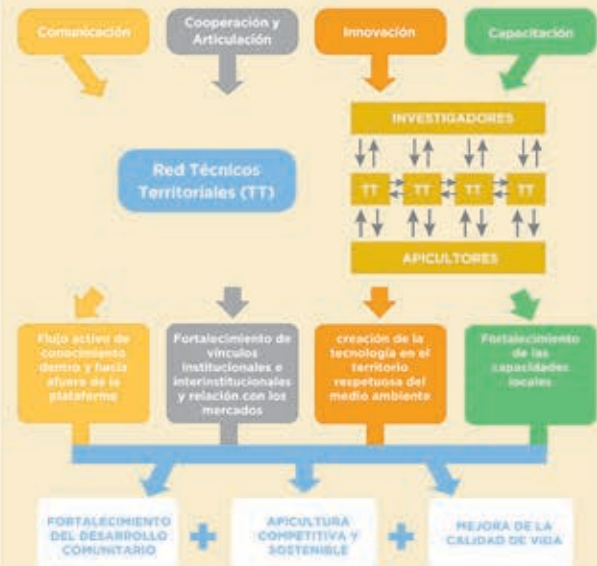 Comunicación
Cooperación y
Articulación
Innovación
Capacitación
INVESTIGADORES
Red Técnicos
Territoriales (TT)
TT TT TT TT
APICULTORES
Flujo activo de
conocimiento
dentro y hacia
afuera de la
plataforma
Fortalecimiento de
vínculos
institucionales e
interinstitucionales
y relación con los
mercados
creación de la
tecnología en el
territorio
respetuosa del
medio ambiente
Fortalecimiento
de las
capacidades
locales
FORTALECIMIENTO
DEL DESARROLLO
COMUNITARIO
+
APICULTURA
COMPETITIVA Y
SOSTENIBLE
+
MEJORA DE LA
CALIDAD DE VIDA